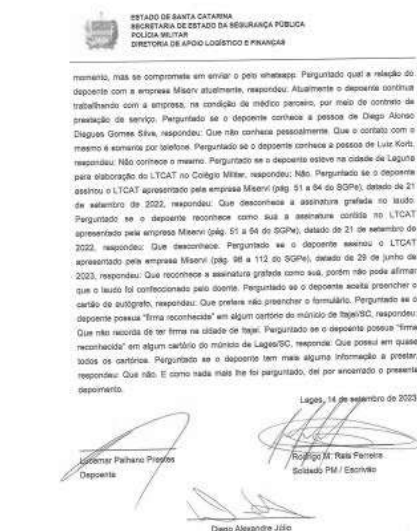 ESTADO DE SANTA CATARINA
SECRETARIA DE ESTADO DA SEGURANÇA PÚBLICA
POLÍCIA MILITAR
DIRETORIA DE APOIO LOGÍSTICO E FINANÇAS
momento, mas se compromete em enviar o pelo whatsapp. Perguntado qual a relação do
depoente com a empresa Miservi atualmente, respondeu: Atualmente o depoente continua
trabalhando com a empresa, na condição de médico parceiro, por meio de contrato de
prestação de serviço. Perguntado se o depoente conhece a pessoa de Diego Alonso
Diegues Gomes Silva, respondeu: Que não conhece pessoalmente. Que o contato com o
mesmo é somente por telefone. Perguntado se o depoente conhece a pessoa de Luiz Korb,
respondeu: Não conhece o mesmo. Perguntado se o depoente esteve na cidade de Laguna
para elaboração do LTCAT no Colégio Militar, respondeu: Não. Perguntado se o depoente
assinou o LTCAT apresentado pela empresa Miservi (pág. 51 a 64 do SGPe), datado de 21
de setembro de 2022, respondeu: Que desconhece a assinatura grafada no laudo.
Perguntado se o depoente reconhece como sua a assinatura contida no LTCAT
apresentado pela empresa Miservi (pág. 51 a 64 do SGPe), datado de 21 de setembro de
2022, respondeu: Que desconhece. Perguntado se o depoente assinou o LTCAT
apresentado pela empresa Miservi (pág. 98 a 112 do SGPe), datado de 29 de junho de
2023, respondeu: Que reconhece a assinatura grafada como sua, porém não pode afirmar
que o laudo foi confeccionado pelo doente. Perguntado se o depoente aceita preencher o
cartão de autógrafo, respondeu: Que prefere não preencher o formulário. Perguntado se o
depoente possua "firma reconhecida" em algum cartório do múnicio de Itajaí/SC, respondeu:
Que não recorda de ter firma na cidade de Itajaí. Perguntado se o depoente possua "firma
reconhecida" em algum cartório do múnicio de Lages/SC, responde: Que possui em quase
todos os cartórios. Perguntado se o depoente tem mais alguma informação a prestar,
respondeu: Que não. E como nada mais lhe foi perguntado, dei por encerrado o presente
depoimento.
Lages, 14 de setembro de 2023
Lucemar Palhano Prestes
Depoente
Rodrigo M. Reis Ferreira
Soldado PM / Escrivão
Diego Alexandre Júlio